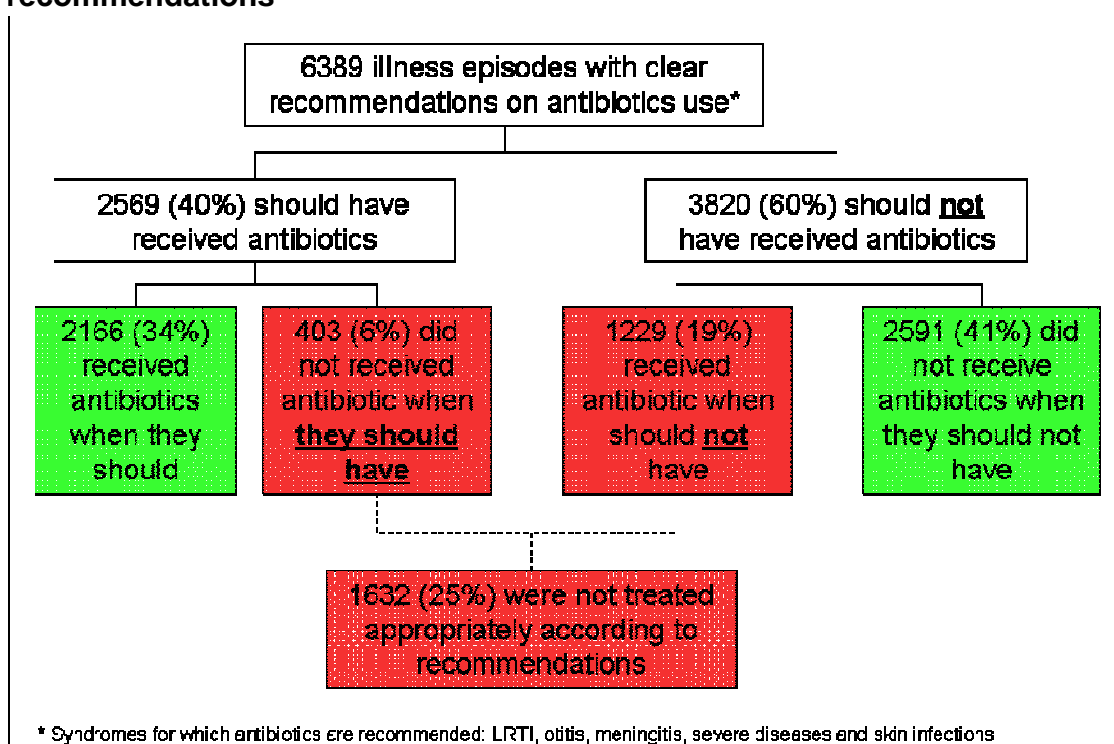 recommendations
6389 illness episodes with clear
recommendations on antibiotics use*
2569 (40%) should have
received antibiotics
3820 (60%) should not
have received antibiotics
2166 (34%)
received
antibiotics
when they
should
403 (6%) did
not received
antibiotic when
they should
have
1229 (19%)
received
antibiotic when
should not
have
2591 (41%) did
not receive
antibiotics when
they should not
have
1632 (25%) were not treated
appropriately according to
recommendations
* Syndromes for which antibiotics are recommended: LRTI, otitis, meningitis, severe diseases and skin infections